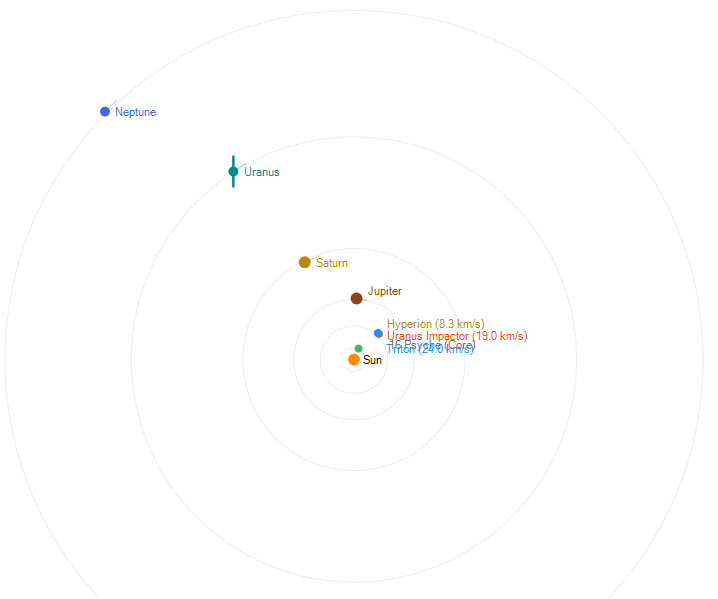 Neptune
Uranus
Saturn
Jupiter
Hyperion (8.3 km/s)
Uranus Impactor (19.0 km/s)
16 Psyche (Core)
Triton (24.0 km/s)
Sun